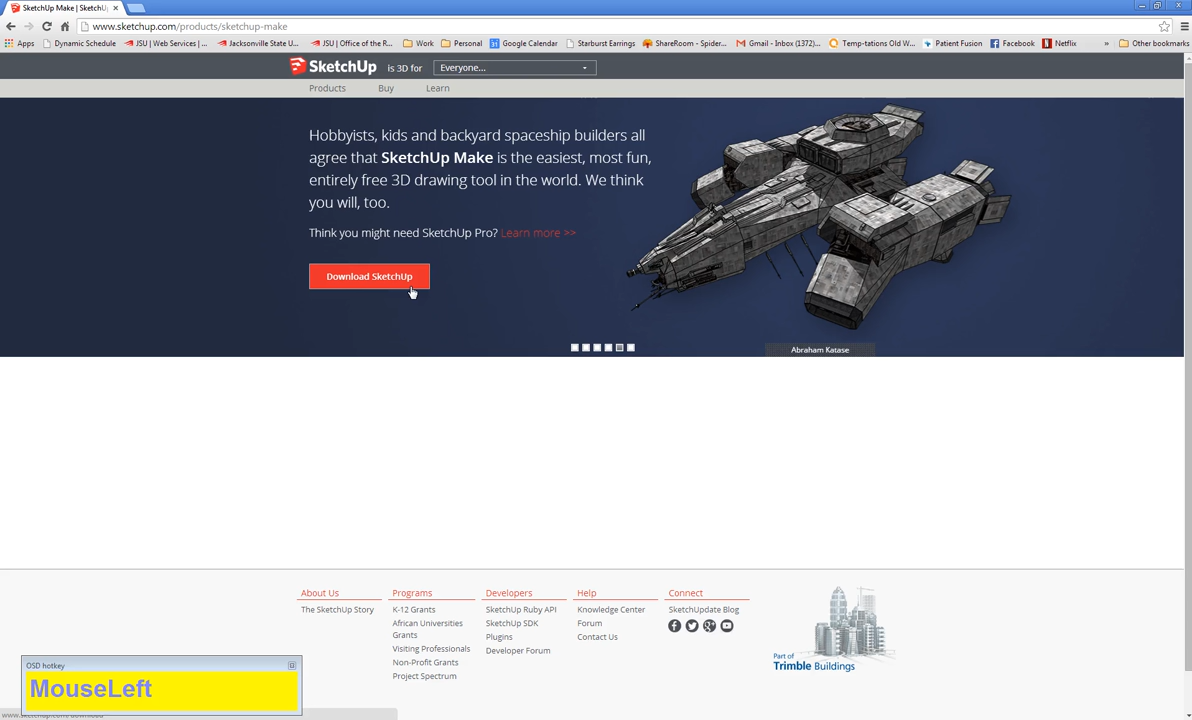 SketchUp Make | SketchU
www.sketchup.com/products/sketchup-make
Apps
Dynamic Schedule
JSU | Web Services |...
Jacksonville State U...
JSU | Office of the R...
Work
Personal
31
Google Calendar
Starburst Earrings
ShareRoom - Spider...
Gmail - Inbox (1372)...
Temp-tations Old W...
Patient Fusion
Facebook
Netflix
»
Other bookmarks
SketchUp is 3D for Everyone...
Products Buy Learn
Hobbyists, kids and backyard spaceship builders all
agree that SketchUp Make is the easiest, most fun,
entirely free 3D drawing tool in the world. We think
you will, too.
Think you might need SketchUp Pro? Learn more >>
Download SketchUp
Abraham Katase
About Us
The SketchUp Story
Programs
K-12 Grants
African Universities
Grants
Visiting Professionals
Non-Profit Grants
Project Spectrum
Developers
SketchUp Ruby API
SketchUp SDK
Plugins
Developer Forum
Help
Knowledge Center
Forum
Contact Us
Connect
SketchUpdate Blog
Part of
Trimble Buildings
OSD hotkey
MouseLeft